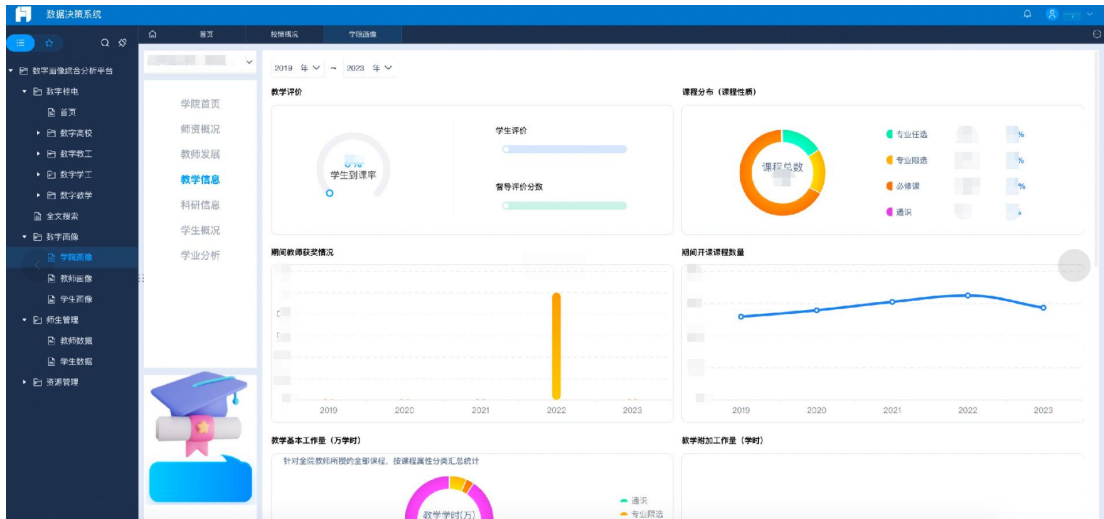 数据决策系统
首页
校情概况
学院画像
数字画像综合分析平台
数字桂电
首页
数字高校
数字教工
数字学工
数字教学
全文搜索
数字画像
学院画像
教师画像
学生画像
师生管理
教师数据
学生数据
资源管理
学院首页
师资概况
教师发展
教学信息
科研信息
学生概况
学业分析
2019 年 ~ 2023 年
教学评价
学生到课率
学生评价
督导评价分数
课程分布（课程性质）
课程总数
专业任选 %
专业限选 %
必修课 %
通识
期间教师获奖情况
2019 2020 2021 2022 2023
期间开课课程数量
2019 2020 2021 2022 2023
教学基本工作量（万学时）
针对全院教师所授的全部课程，按课程属性分类汇总统计
教学学时(万)
通识
专业限选
教学附加工作量（学时）